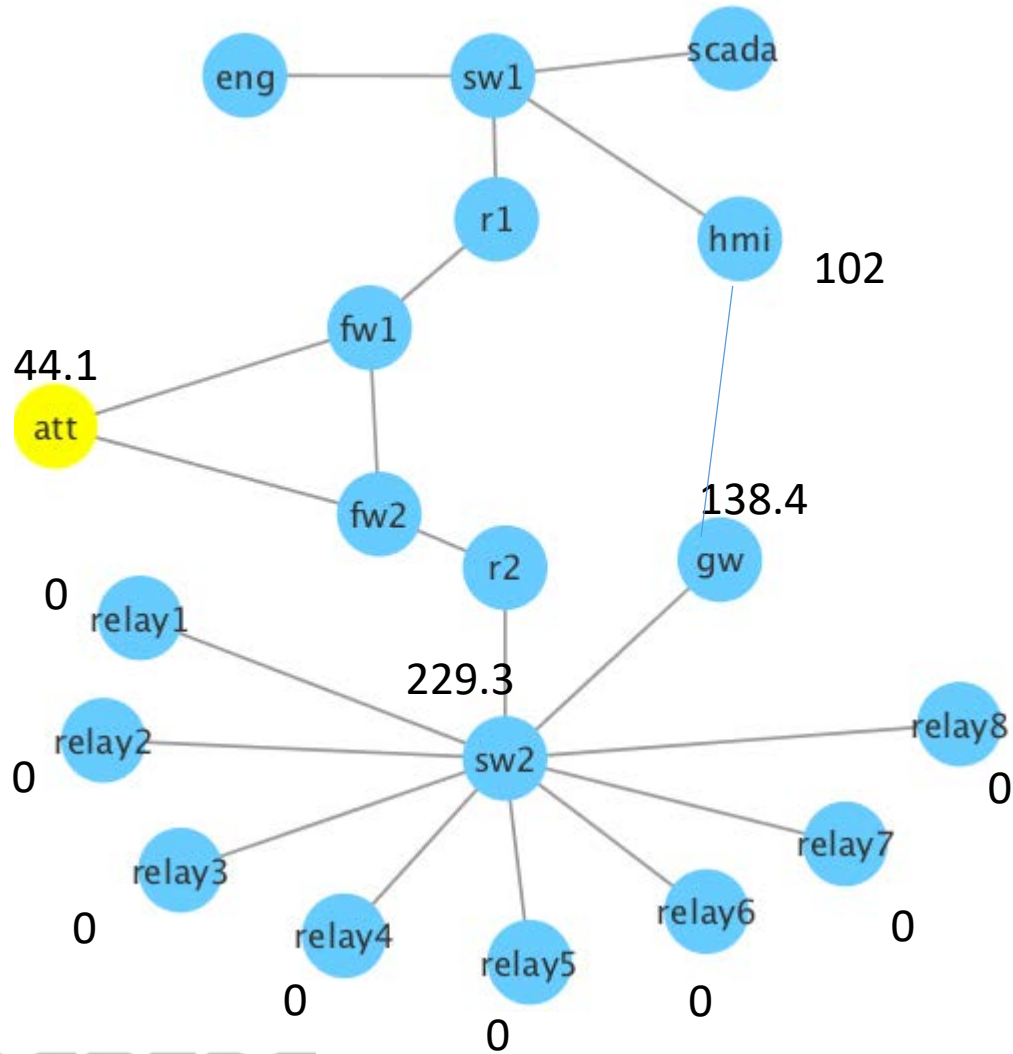 scada
eng
sw1
r1
hmi
102
fw1
44.1
att
138.4
fw2
gw
r2
0
relay1
229.3
relay8
relay2
sw2
0
0
relay7
relay3
relay6
0
relay4
0
relay5
0
0
0